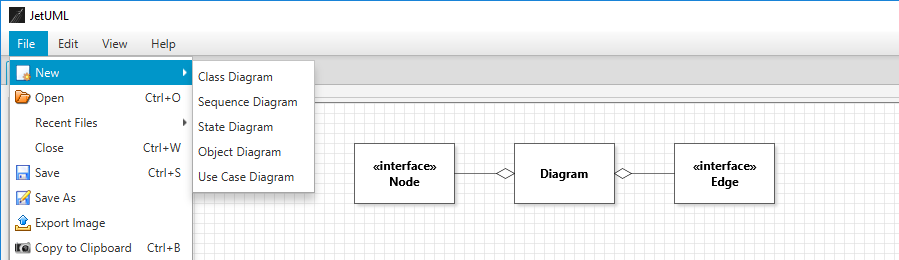 JetUML
File Edit View Help
New
Class Diagram
Sequence Diagram
State Diagram
Object Diagram
Use Case Diagram
Open Ctrl+O
Recent Files
Close Ctrl+W
Save Ctrl+S
Save As
Export Image
Copy to Clipboard Ctrl+B
«interface»
Node
Diagram
«interface»
Edge